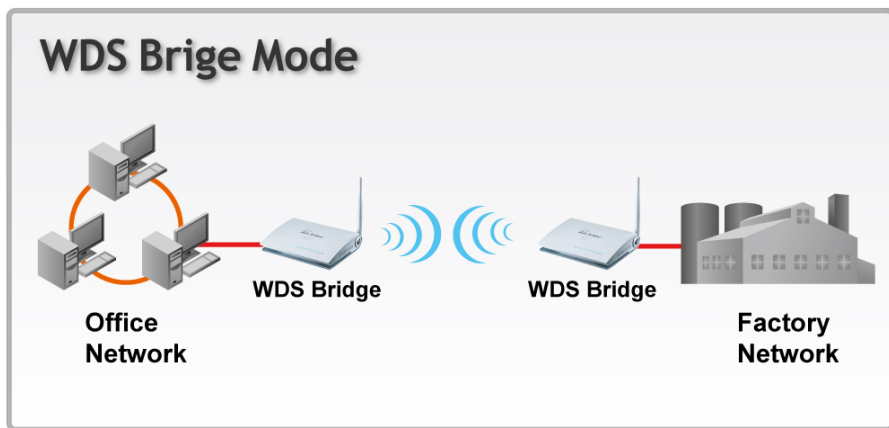 WDS Brige Mode
WDS Bridge
WDS Bridge
Office
Network
Factory
Network